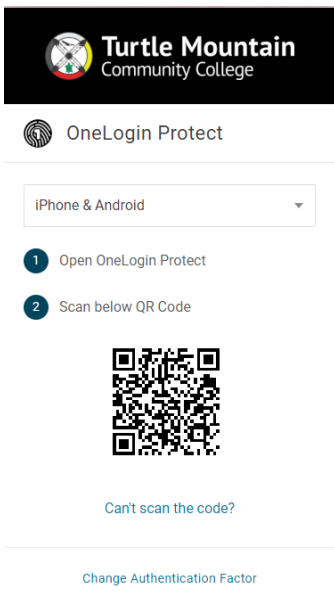 Turtle Mountain
Community College
OneLogin Protect
iPhone & Android
1 Open OneLogin Protect
2 Scan below QR Code
Can't scan the code?
Change Authentication Factor